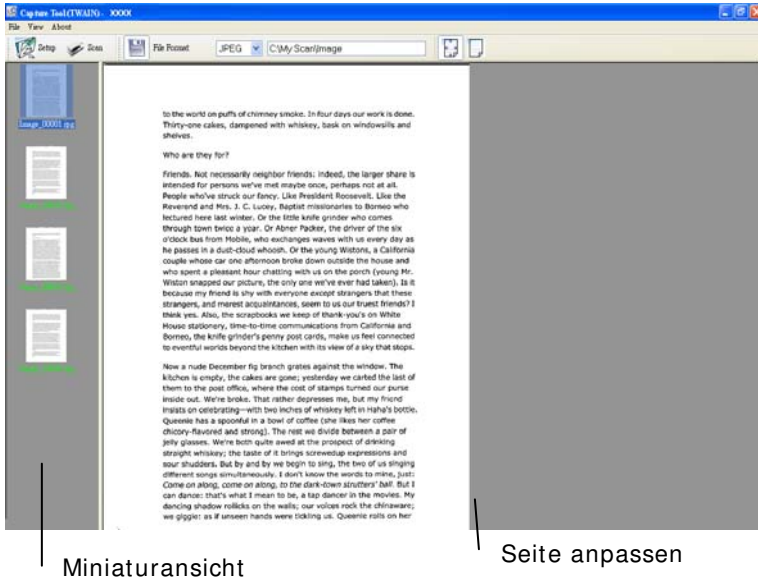 Capture Tool(TWAIN)- XXXX
File View About
Setup Scan File Format JPEG C:\My Scan\Image
Image_00001.jpg
to the world on puffs of chimney smoke. In four days our work is done.
Thirty-one cakes, dampened with whiskey, bask on windowsills and
shelves.
Who are they for?
Friends. Not necessarily neighbor friends: indeed, the larger share is
intended for persons we've met maybe once, perhaps not at all.
People who've struck our fancy. Like President Roosevelt. Like the
Reverend and Mrs. J. C. Lucey, Baptist missionaries to Borneo who
lectured here last winter. Or the little knife grinder who comes
through town twice a year. Or Abner Packer, the driver of the six
o'clock bus from Mobile, who exchanges waves with us every day as
he passes in a dust-cloud whoosh. Or the young Wistons, a California
couple whose car one afternoon broke down outside the house and
who spent a pleasant hour chatting with us on the porch (young Mr.
Wiston snapped our picture, the only one we've ever had taken). Is it
because my friend is shy with everyone except strangers that these
strangers, and merest acquaintances, seem to us our truest friends? I
think yes. Also, the scrapbooks we keep of thank-you's on White
House stationery, time-to-time communications from California and
Borneo, the knife grinder's penny post cards, make us feel connected
to eventful worlds beyond the kitchen with its view of a sky that stops.
Now a nude December fig branch grates against the window. The
kitchen is empty, the cakes are gone; yesterday we carted the last of
them to the post office, where the cost of stamps turned our purse
inside out. We're broke. That rather depresses me, but my friend
insists on celebrating—with two inches of whiskey left in Haha's bottle.
Queenie has a spoonful in a bowl of coffee (she likes her coffee
chicory-flavored and strong). The rest we divide between a pair of
jelly glasses. We're both quite awed at the prospect of drinking
straight whiskey; the taste of it brings screwedup expressions and
sour shudders. But by and by we begin to sing, the two of us singing
different songs simultaneously. I don't know the words to mine, just:
Come on along, come on along, to the dark-town strutters' ball. But I
can dance: that's what I mean to be, a tap dancer in the movies. My
dancing shadow rollicks on the walls; our voices rock the chinaware;
we giggle: as if unseen hands were tickling us. Queenie rolls on her
Miniaturansicht
Seite anpassen